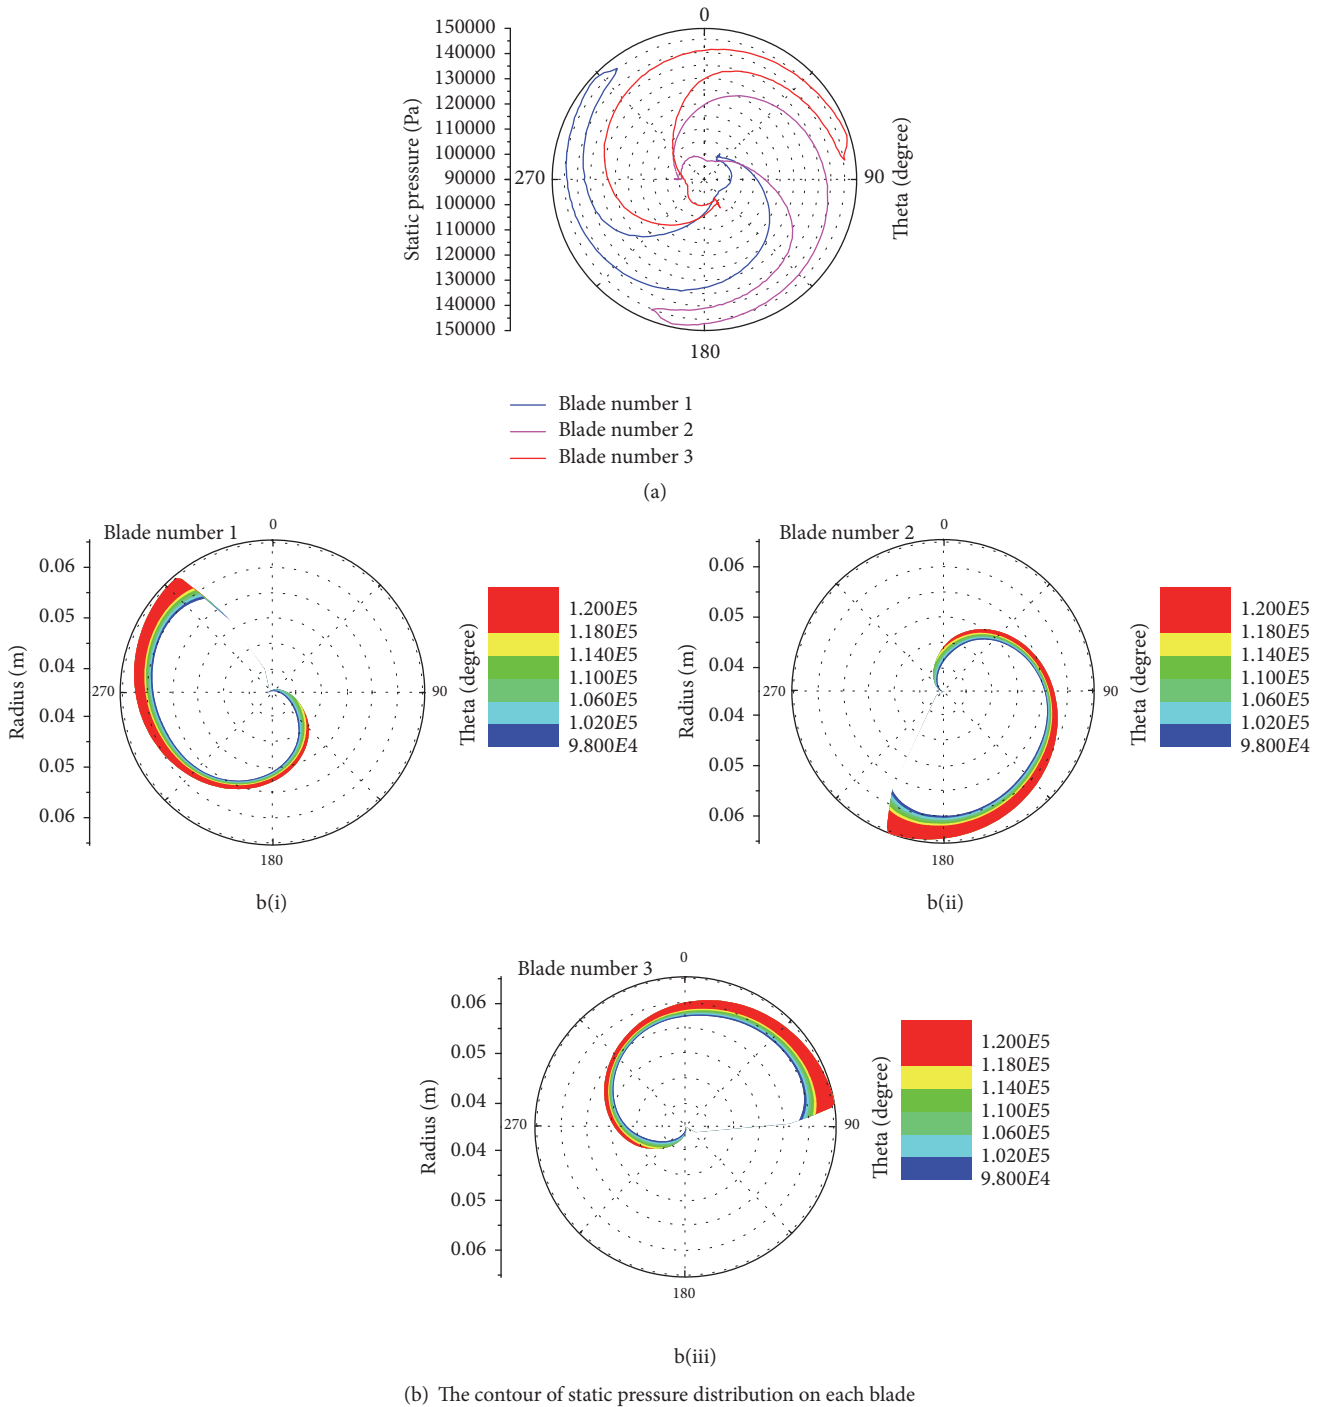 0
150000
140000
130000
120000
110000
100000
90000
100000
110000
120000
130000
140000
150000
Static pressure (Pa)
270
90
Theta (degree)
180
Blade number 1
Blade number 2
Blade number 3
(a)
Blade number 1
0
0.06
0.05
0.04
0.04
0.05
0.06
Radius (m)
270
90
180
Theta (degree)
1.200E5
1.180E5
1.140E5
1.100E5
1.060E5
1.020E5
9.800E4
b(i)
Blade number 2
0
0.06
0.05
0.04
0.04
0.05
0.06
Radius (m)
270
90
180
Theta (degree)
1.200E5
1.180E5
1.140E5
1.100E5
1.060E5
1.020E5
9.800E4
b(ii)
Blade number 3
0
0.06
0.05
0.04
0.04
0.05
0.06
Radius (m)
270
90
180
Theta (degree)
1.200E5
1.180E5
1.140E5
1.100E5
1.060E5
1.020E5
9.800E4
b(iii)
(b) The contour of static pressure distribution on each blade